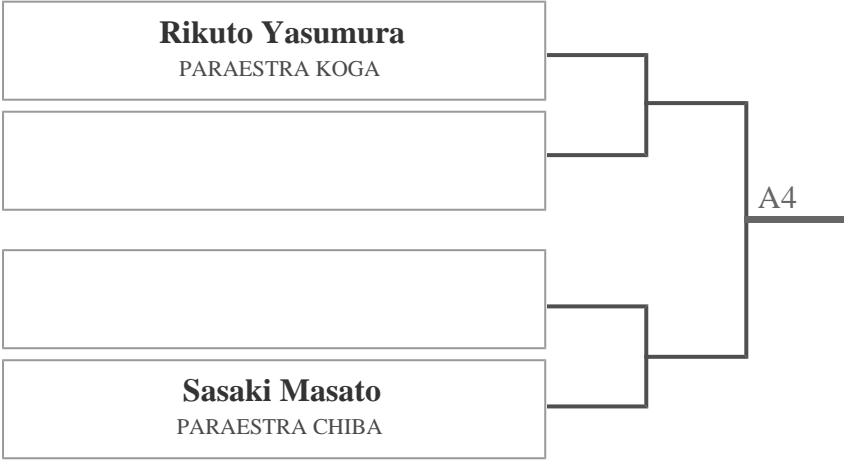 Rikuto Yasumura
PARAESTRA KOGA
A4
Sasaki Masato
PARAESTRA CHIBA